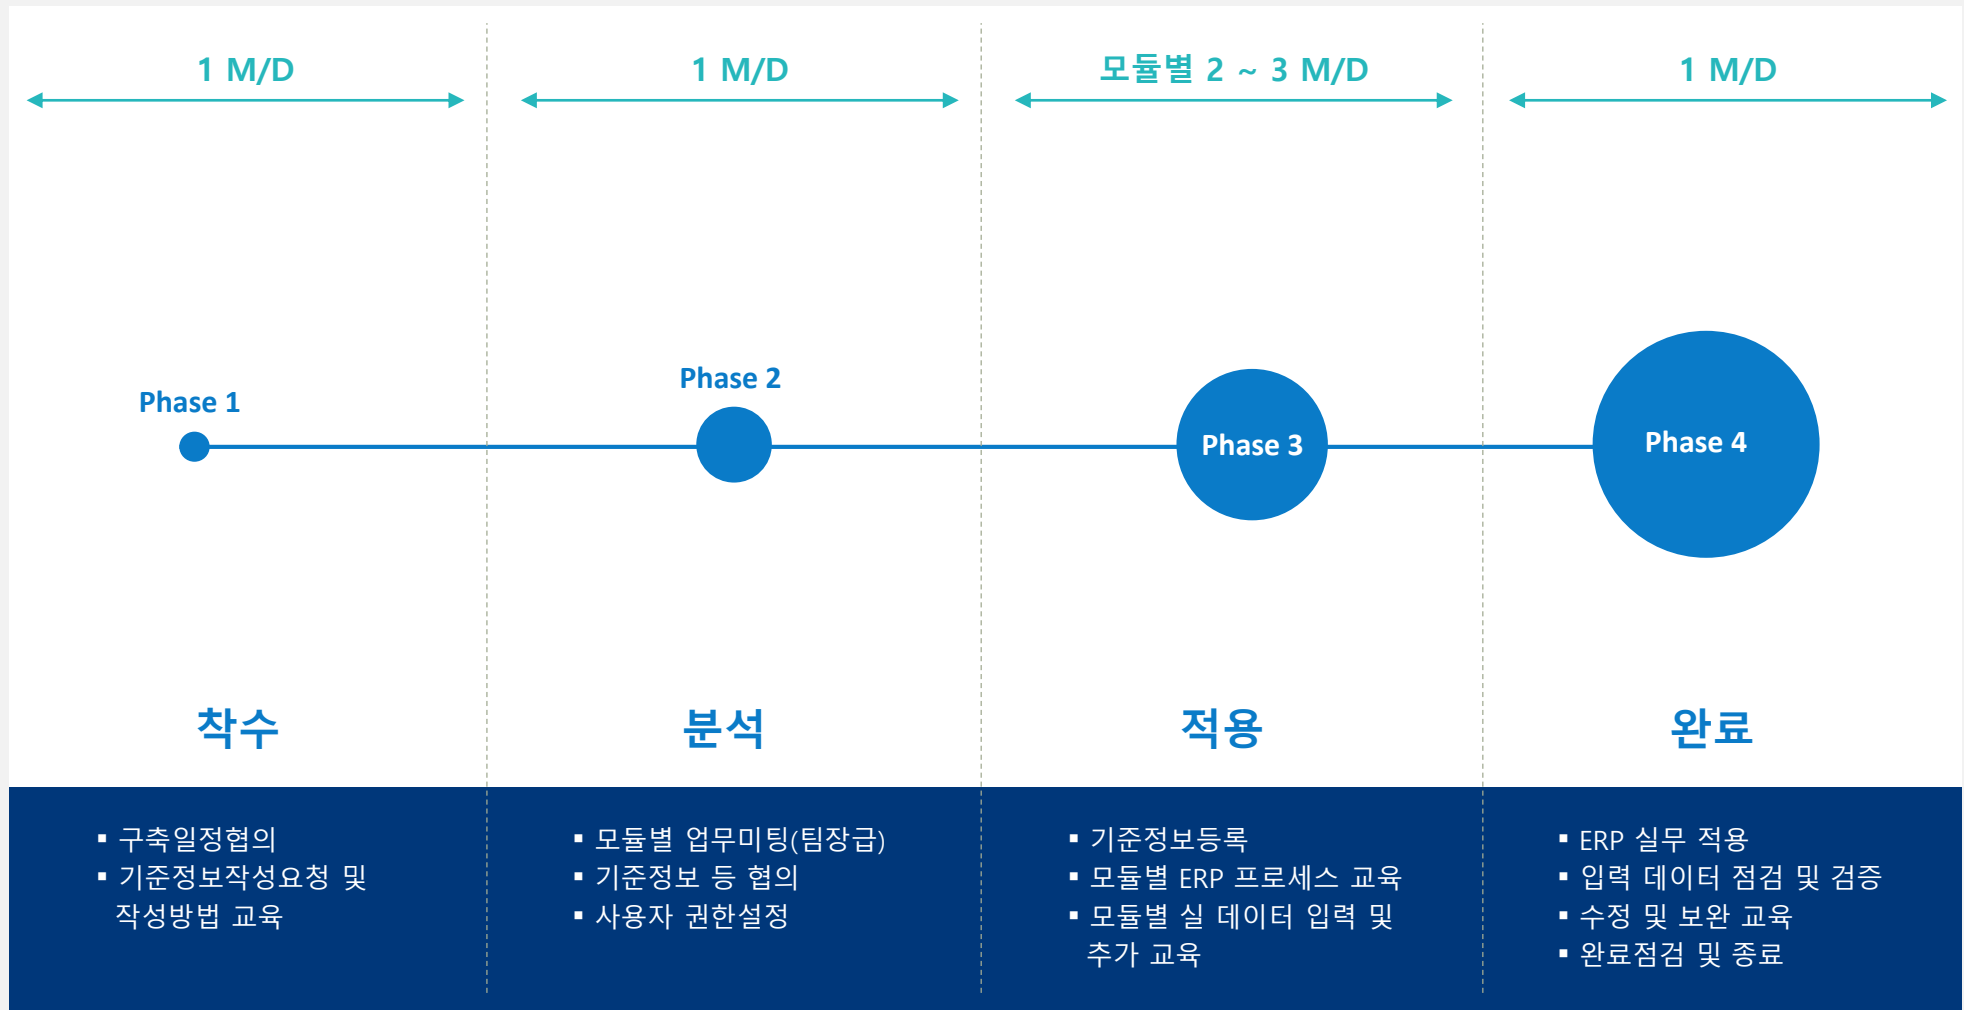 1 M/D
1 M/D
모듈별 2 ~ 3 M/D
1 M/D
Phase 1
Phase 2
Phase 3
Phase 4
착수
분석
적용
완료
▪ 구축일정협의
▪ 기준정보작성요청 및
작성방법 교육
▪ 모듈별 업무미팅(팀장급)
▪ 기준정보 등 협의
▪ 사용자 권한설정
▪ 기준정보등록
▪ 모듈별 ERP 프로세스 교육
▪ 모듈별 실 데이터 입력 및
추가 교육
▪ ERP 실무 적용
▪ 입력 데이터 점검 및 검증
▪ 수정 및 보완 교육
▪ 완료점검 및 종료